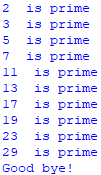 2  is prime
3  is prime
5  is prime
7  is prime
11  is prime
13  is prime
17  is prime
19  is prime
23  is prime
29  is prime
Good bye!